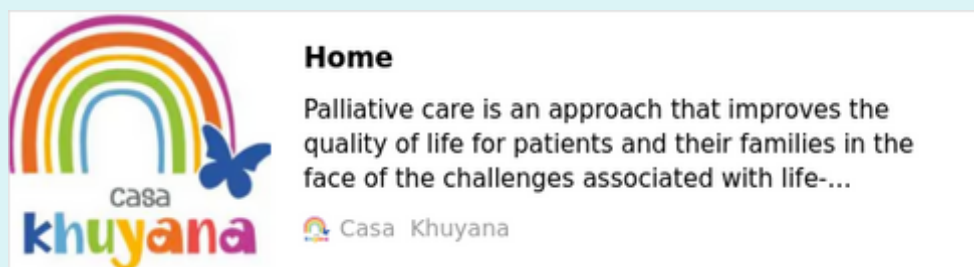 casa
khuyana
Home
Palliative care is an approach that improves the
quality of life for patients and their families in the
face of the challenges associated with life-...
Casa Khuyana